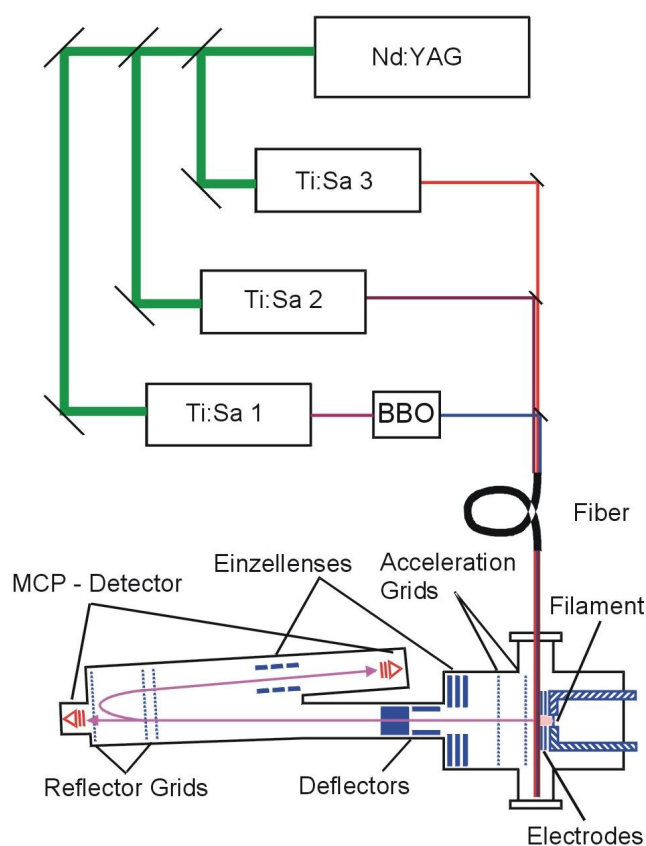 Nd:YAG
Ti:Sa 3
Ti:Sa 2
Ti:Sa 1
BBO
Fiber
Einzellenses
Acceleration
Grids
MCP - Detector
Filament
Reflector Grids
Deflectors
Electrodes